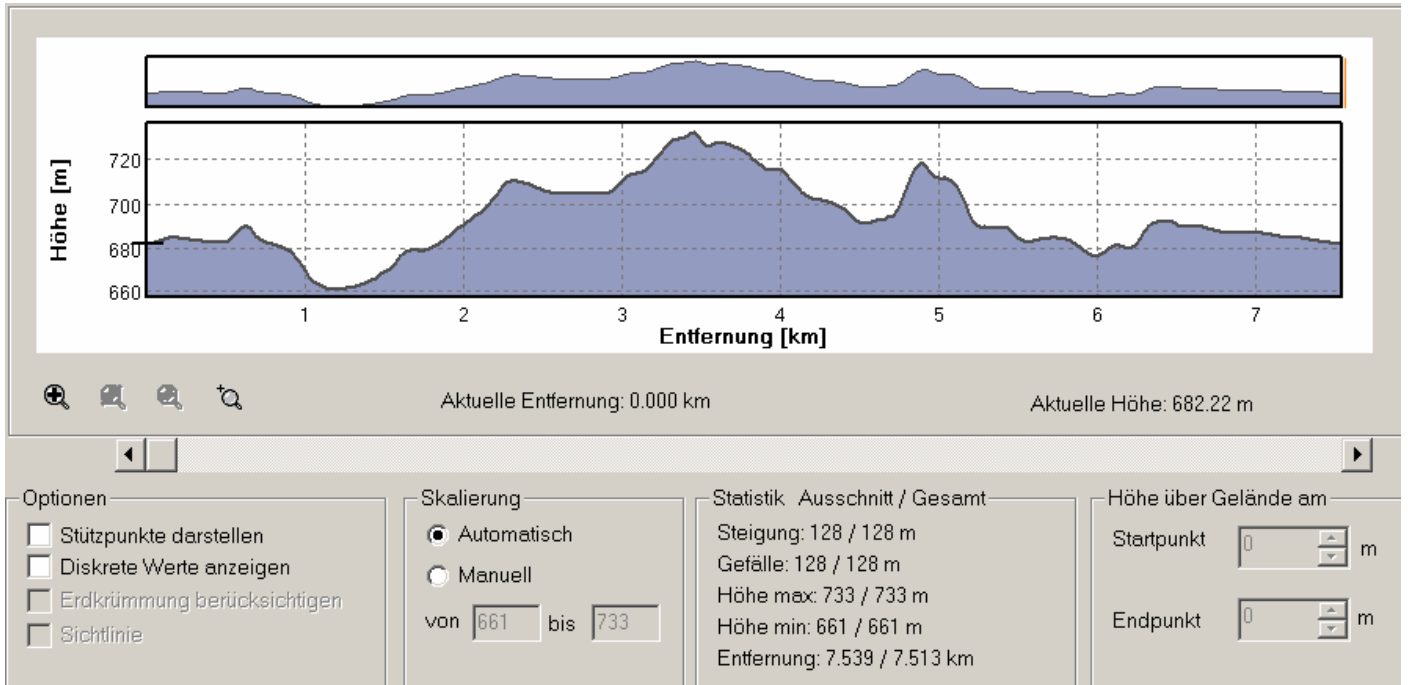 Höhe [m]
720
700
680
660
1 2 3 4 5 6 7
Entfernung [km]
Aktuelle Entfernung: 0.000 km
Aktuelle Höhe: 682.22 m
Optionen
Stützpunkte darstellen
Diskrete Werte anzeigen
Erdkrümmung berücksichtigen
Sichtlinie
Skalierung
Automatisch
Manuell
von 661 bis 733
Statistik Ausschnitt / Gesamt
Steigung: 128 / 128 m
Gefälle: 128 / 128 m
Höhe max: 733 / 733 m
Höhe min: 661 / 661 m
Entfernung: 7.539 / 7.513 km
Höhe über Gelände am
Startpunkt 0 m
Endpunkt 0 m